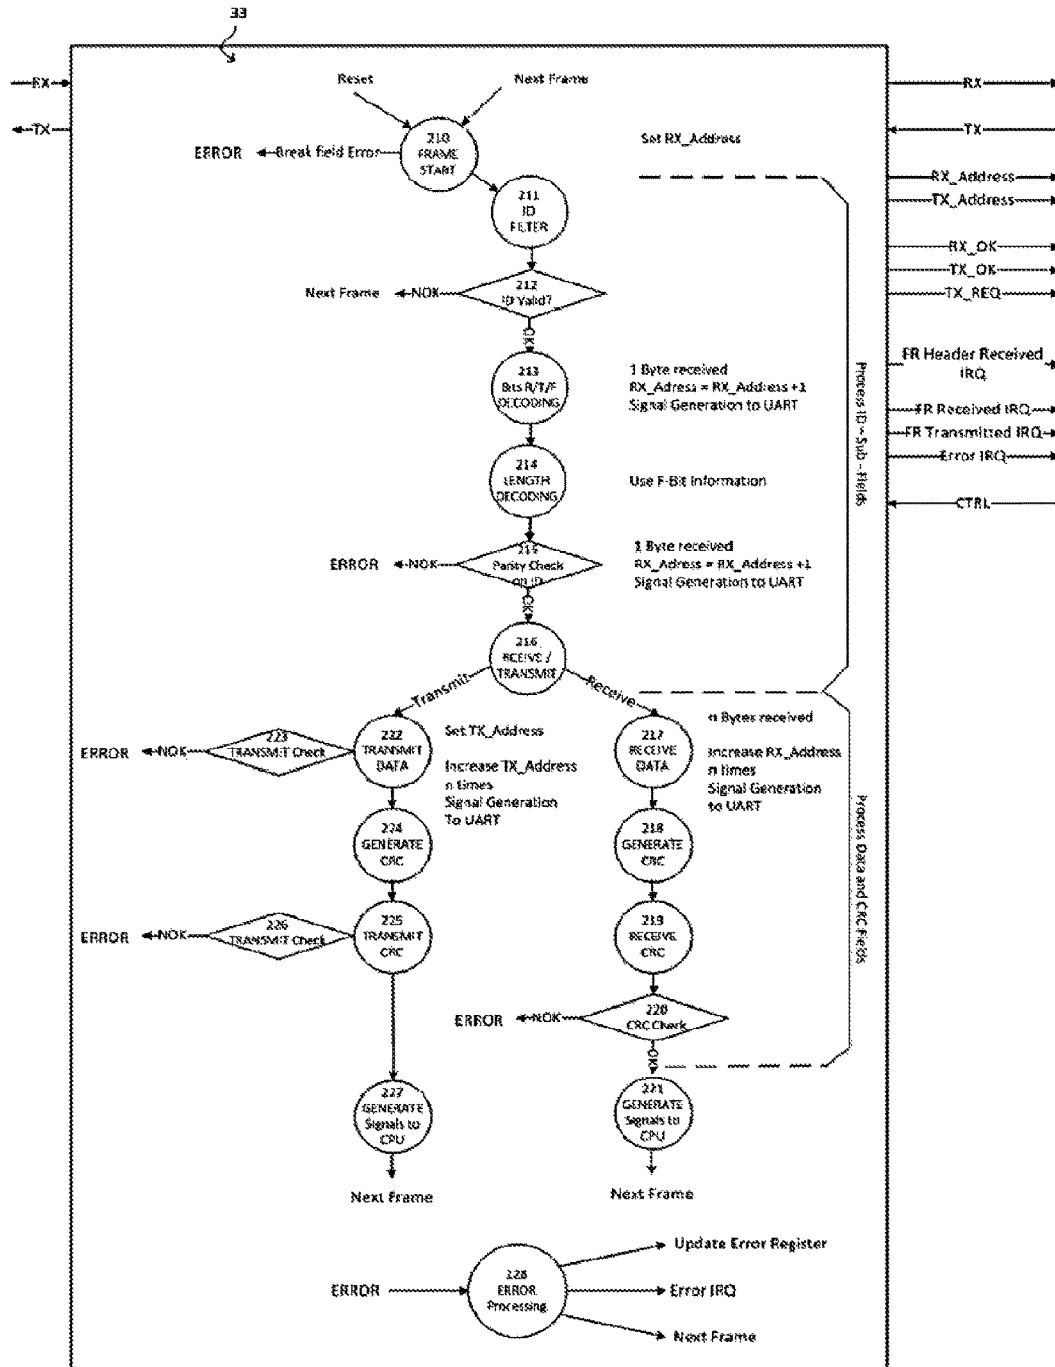 33
RX
TX
Reset
Next Frame
210
FRAME
START
ERROR
Break field Error
Set RX_Address
211
ID
FILTER
212
ID Valid?
NOK
Next Frame
OK
213
Bits R/T/F
DECODING
1 Byte received
RX_Adress = RX_Address +1
Signal Generation to UART
214
LENGTH
DECODING
Use F-Bit Information
215
Parity Check
on ID
NOK
ERROR
OK
1 Byte received
RX_Adress = RX_Address +1
Signal Generation to UART
216
RCEIVE /
TRANSMIT
Transmit
Receive
Process ID – Sub – Fields
222
TRANSMIT
DATA
Set TX_Address
Increase TX_Address
n times
Signal Generation
To UART
223
TRANSMIT Check
NOK
ERROR
217
RECEIVE
DATA
n Bytes received
Increase RX_Address
n times
Signal Generation
to UART
224
GENERATE
CRC
218
GENERATE
CRC
225
TRANSMIT
CRC
226
TRANSMIT Check
NOK
ERROR
219
RECEIVE
CRC
220
CRC Check
NOK
ERROR
OK
Process Data and CRC Fields
227
GENERATE
Signals to
CPU
Next Frame
221
GENERATE
Signals to
CPU
Next Frame
ERROR
228
ERROR
Processing
Update Error Register
Error IRQ
Next Frame
RX
TX
RX_Address
TX_Address
RX_OK
TX_OK
TX_REQ
FR Header Received
IRQ
FR Received IRQ
FR Transmitted IRQ
Error IRQ
CTRL